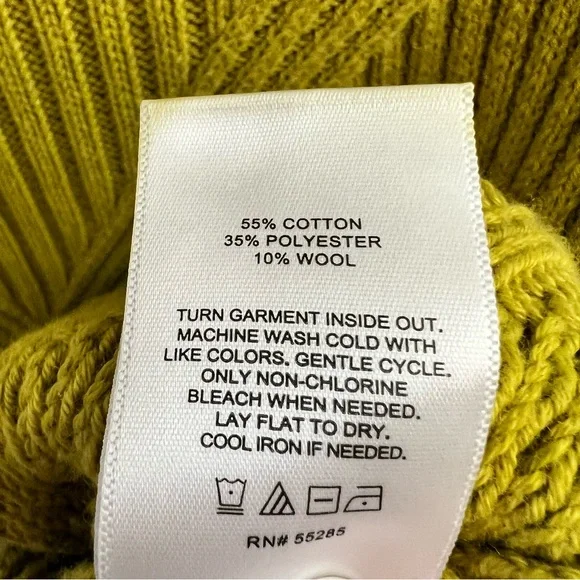 55% COTTON
35% POLYESTER
10% WOOL
TURN GARMENT INSIDE OUT.
MACHINE WASH COLD WITH
LIKE COLORS. GENTLE CYCLE.
ONLY NON-CHLORINE
BLEACH WHEN NEEDED.
LAY FLAT TO DRY.
COOL IRON IF NEEDED.
RN# 55285